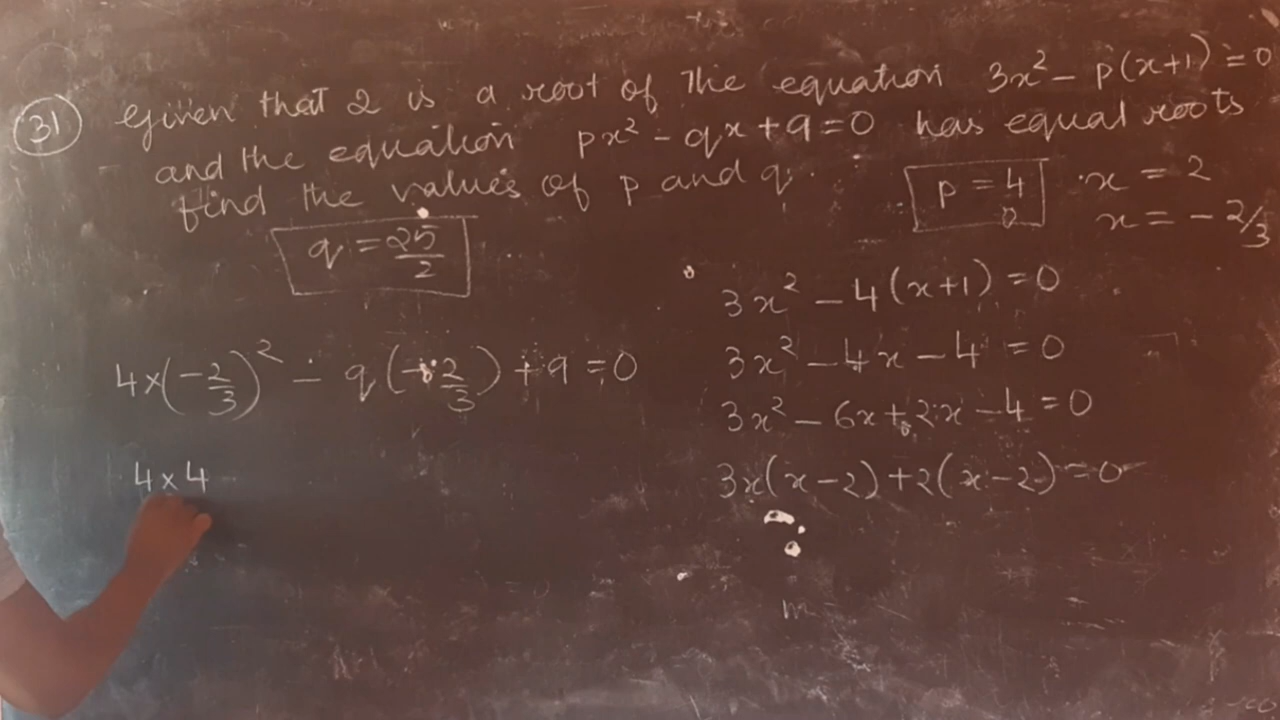 31 Given that 2 is a root of the equation 3x² - p(x+1) = 0
and the equation px² - qx + 9 = 0 has equal roots
find the values of p and q.
p = 4
x = 2
x = -2/3
q = 25/2
3x² - 4(x+1) = 0
3x² - 4x - 4 = 0
3x² - 6x + 2x - 4 = 0
3x(x-2) + 2(x-2) = 0
4×(-2/3)² - q(-2/3) + 9 = 0
4×4